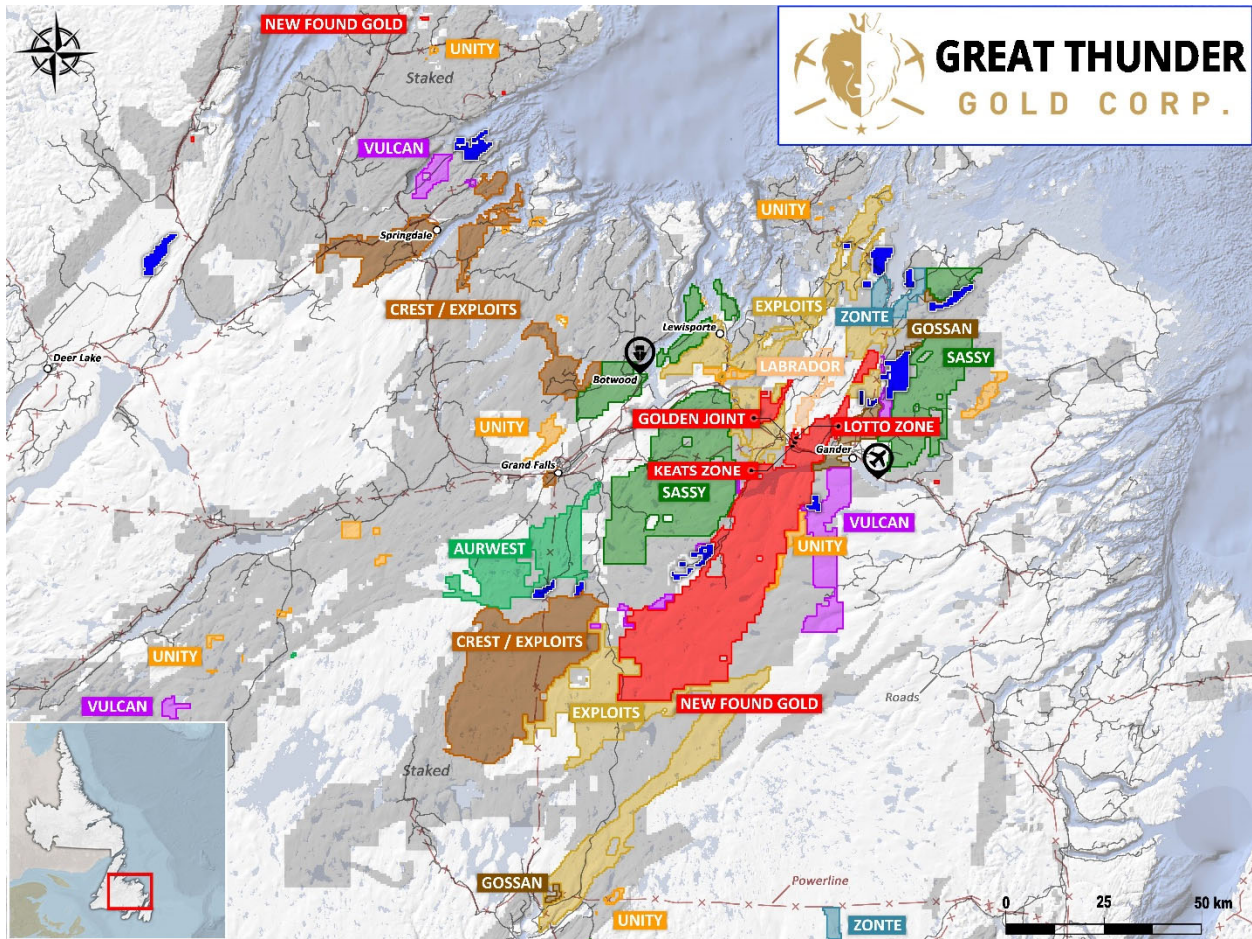 NEW FOUND GOLD
UNITY
Staked
GREAT THUNDER
GOLD CORP.
VULCAN
UNITY
Springdale
CREST / EXPLOITS
EXPLOITS
ZONTE
Lewisporte
GOSSAN
Deer Lake
SASSY
LABRADOR
Botwood
GOLDEN JOINT
LOTTO ZONE
UNITY
Gander
Grand Falls
KEATS ZONE
SASSY
VULCAN
AURWEST
UNITY
CREST / EXPLOITS
UNITY
VULCAN
NEW FOUND GOLD
EXPLOITS
Roads
Staked
GOSSAN
Powerline
UNITY
ZONTE
0 25 50 km